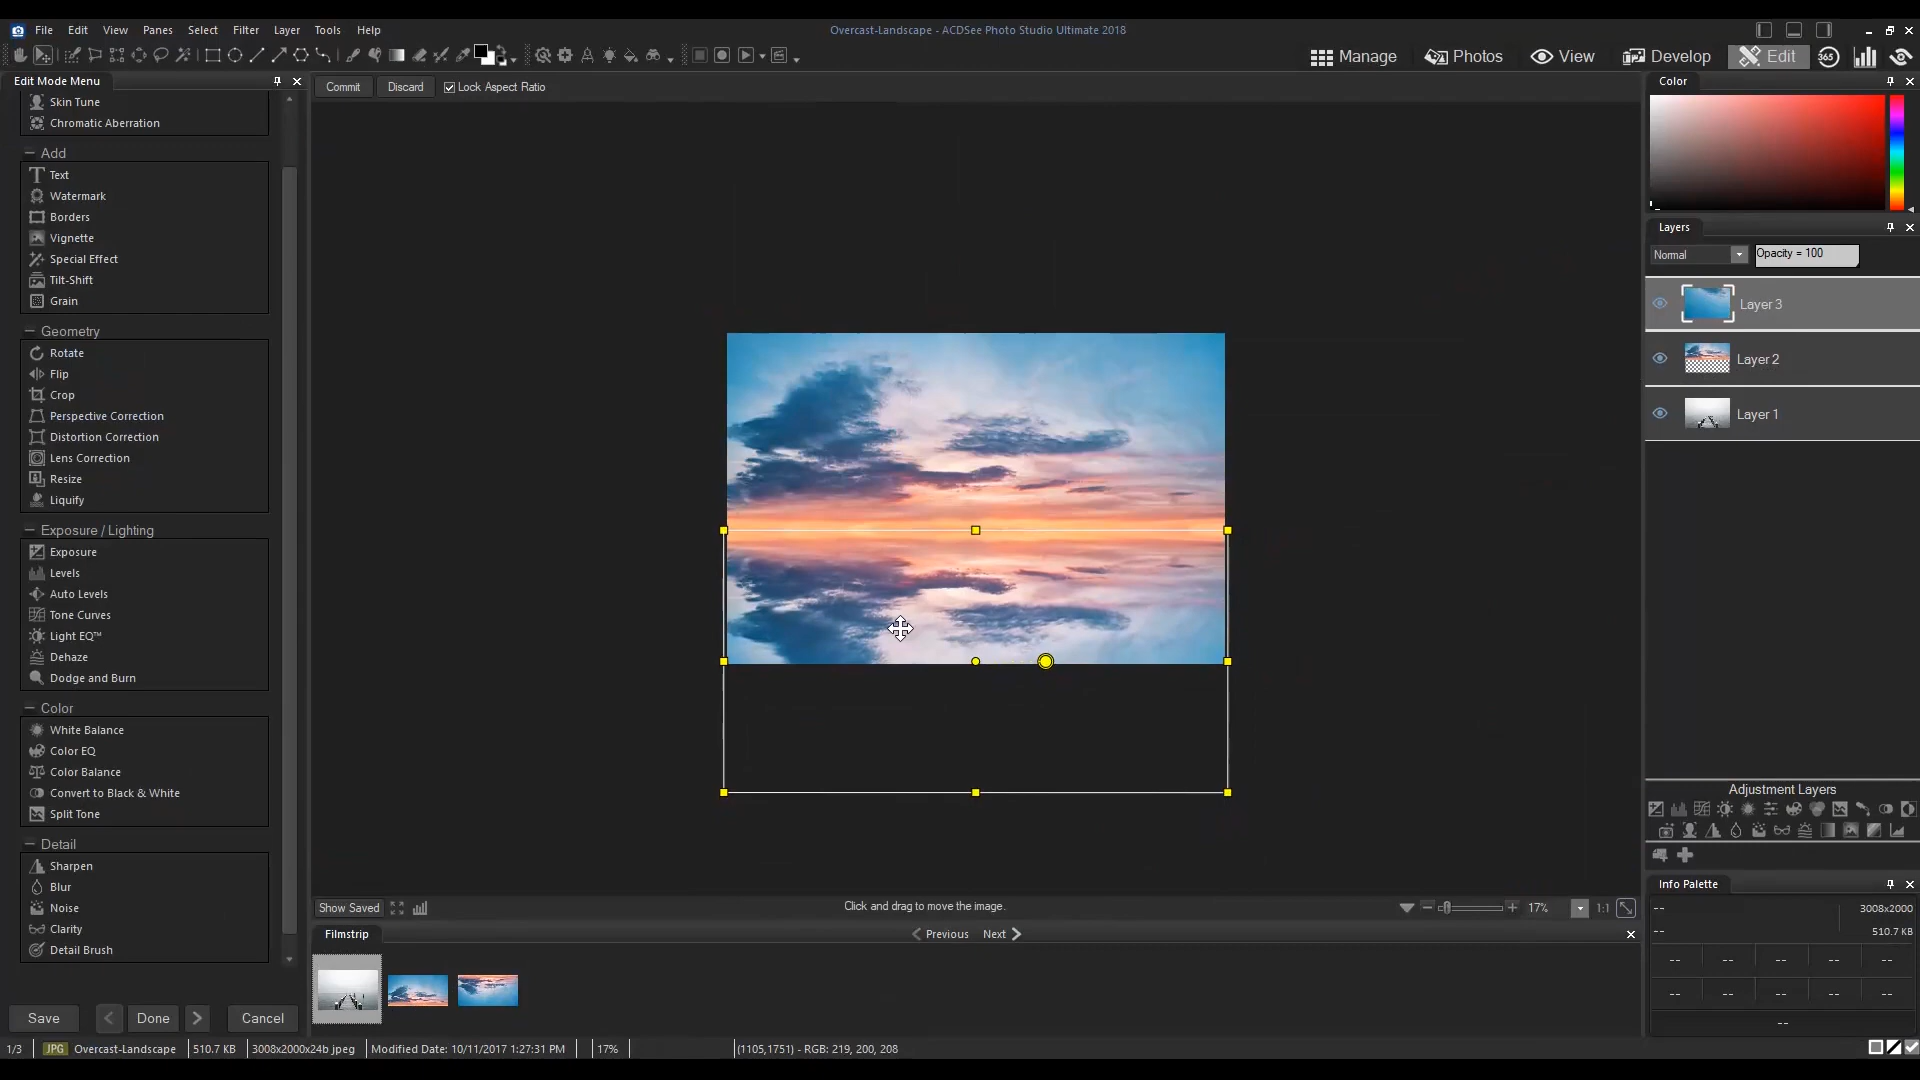 File Edit View Panes Select Filter Image Layer Tools Help
Overcast-Landscape - ACDSee Photo Studio Ultimate 2018
Manage Photos View Develop Edit 365
Edit Mode Menu
Commit Discard Lock Aspect Ratio
Skin Tune
Chromatic Aberration
Add
Text
Watermark
Borders
Vignette
Special Effect
Tilt-Shift
Grain
Geometry
Rotate
Flip
Crop
Perspective Correction
Distortion Correction
Lens Correction
Resize
Liquify
Exposure / Lighting
Exposure
Levels
Auto Levels
Tone Curves
Light EQ™
Dehaze
Dodge and Burn
Color
White Balance
Color EQ
Color Balance
Convert to Black & White
Split Tone
Detail
Sharpen
Blur
Noise
Clarity
Detail Brush
Save Done Cancel
Color
Layers
Normal Opacity = 100
Layer 3
Layer 2
Layer 1
Adjustment Layers
Info Palette
-- 3008x2000
-- 510.7 KB
-- -- -- -- --
-- -- -- -- --
--
Show Saved Click and drag to move the image. 17% 1:1
Filmstrip Previous Next
1/3 JPG Overcast-Landscape 510.7 KB 3008x2000x24b jpeg Modified Date: 10/11/2017 1:27:31 PM 17% (1105,1751) - RGB: 219, 200, 208